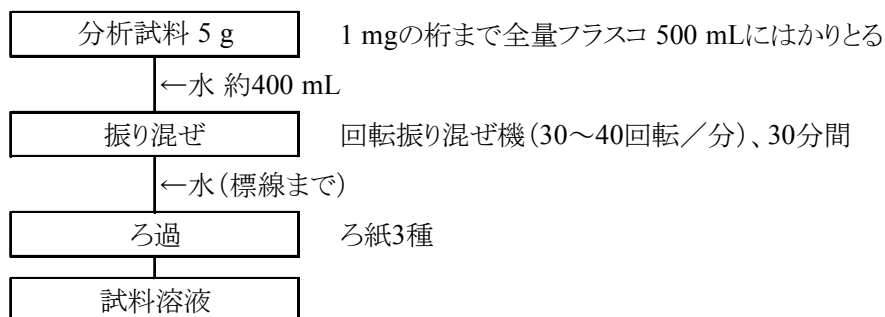 分析試料 5 g 1 mgの桁まで全量フラスコ 500 mLにはかりとる
←水 約400 mL
振り混ぜ 回転振り混ぜ機(30～40回転／分)、30分間
←水(標線まで)
ろ過 ろ紙3種
試料溶液